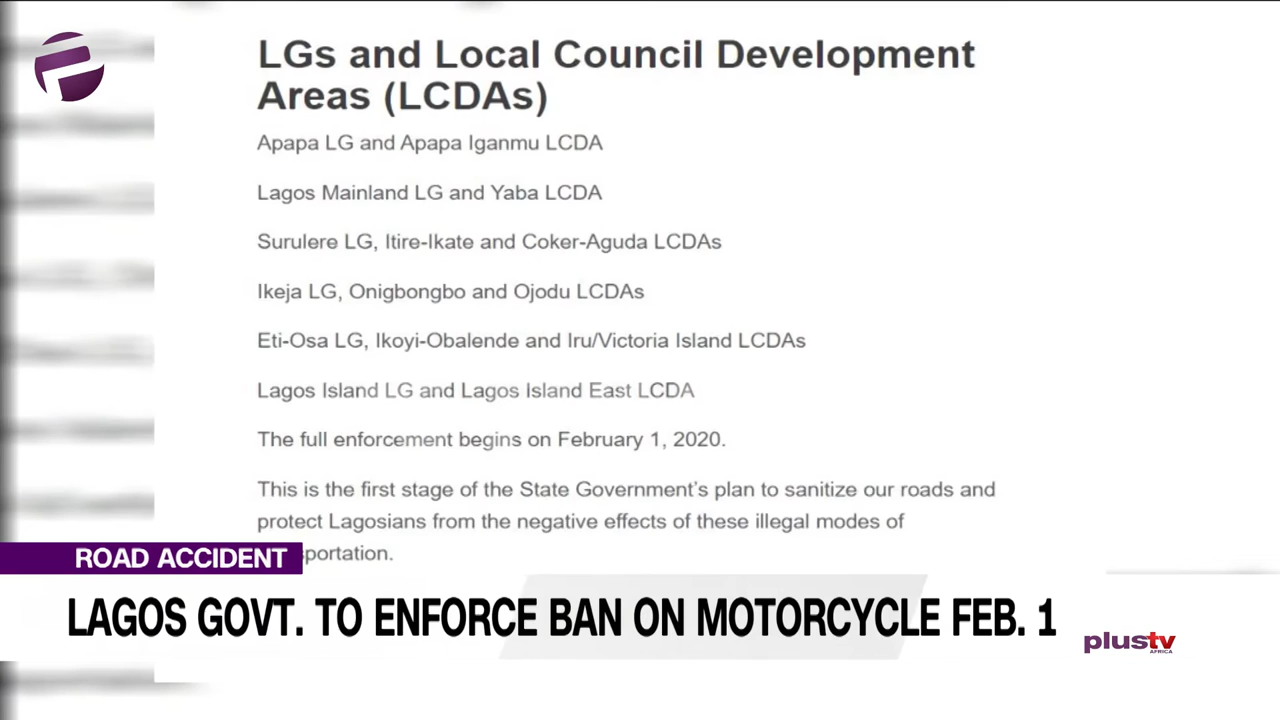 LGs and Local Council Development
Areas (LCDAs)
Apapa LG and Apapa Iganmu LCDA
Lagos Mainland LG and Yaba LCDA
Surulere LG, Itire-Ikate and Coker-Aguda LCDAs
Ikeja LG, Onigbongbo and Ojodu LCDAs
Eti-Osa LG, Ikoyi-Obalende and Iru/Victoria Island LCDAs
Lagos Island LG and Lagos Island East LCDA
The full enforcement begins on February 1, 2020.
This is the first stage of the State Government's plan to sanitize our roads and
protect Lagosians from the negative effects of these illegal modes of
sportation.
ROAD ACCIDENT
LAGOS GOVT. TO ENFORCE BAN ON MOTORCYCLE FEB. 1
plustv
AFRICA